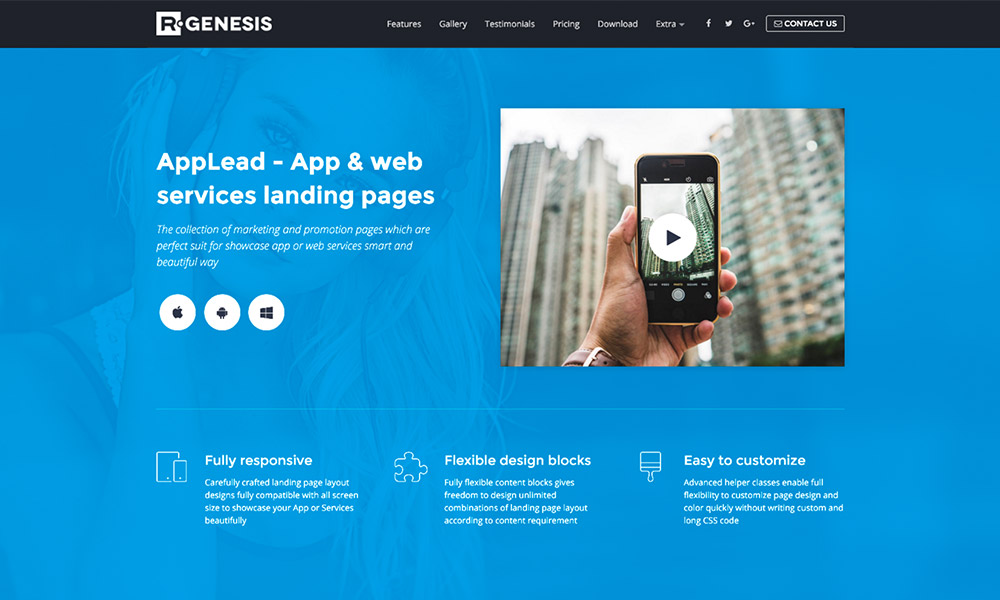 R GENESIS
Features Gallery Testimonials Pricing Download Extra CONTACT US
AppLead - App & web
services landing pages
The collection of marketing and promotion pages which are
perfect suit for showcase app or web services smart and
beautiful way
Fully responsive
Carefully crafted landing page layout
designs fully compatible with all screen
size to showcase your App or Services
beautifully
Flexible design blocks
Fully flexible content blocks gives
freedom to design unlimited
combinations of landing page layout
according to content requirement
Easy to customize
Advanced helper classes enable full
flexibility to customize page design and
color quickly without writing custom and
long CSS code